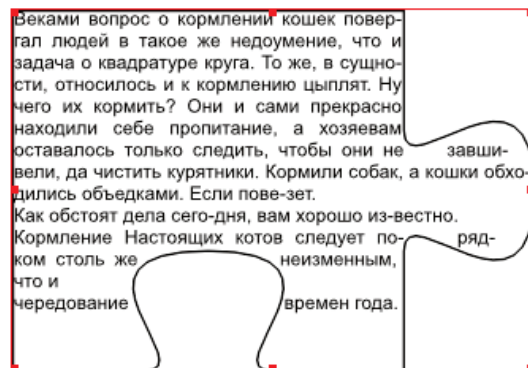 Веками вопрос о кормлении кошек повер-
гал людей в такое же недоумение, что и
задача о квадратуре круга. То же, в сущно-
сти, относилось и к кормлению цыплят. Ну
чего их кормить? Они и сами прекрасно
находили себе пропитание, а хозяевам
оставалось только следить, чтобы они не завши-
вели, да чистить курятники. Кормили собак, а кошки обхо-
дились объедками. Если пове-зет.
Как обстоят дела сего-дня, вам хорошо из-вестно.
Кормление Настоящих котов следует по- ряд-
ком столь же неизменным,
что и
чередование времен года.